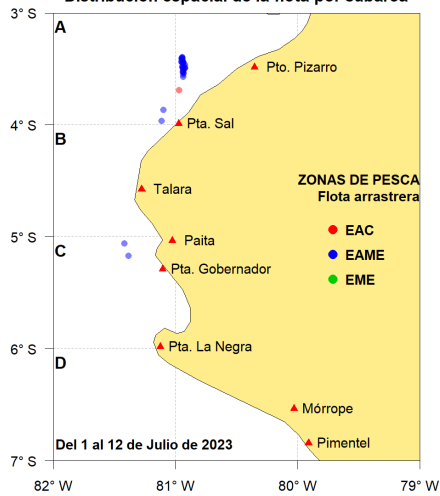 Distribución espacial de la flota por subárea
3° S
A
Pto. Pizarro
4° S
Pta. Sal
B
ZONAS DE PESCA
Talara
Flota arrastrera
EAC
5° S
Paita
EAME
C
Pta. Gobernador
EME
6° S
Pta. La Negra
D
Mórrope
Del 1 al 12 de Julio de 2023
Pimentel
7° S
82° W
81° W
80° W
79° W